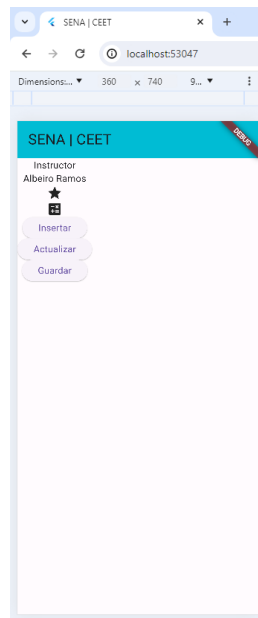 SENA | CEET
localhost:53047
Dimensions:... 360 x 740 9...
SENA | CEET
DEBUG
Instructor
Albeiro Ramos
Insertar
Actualizar
Guardar